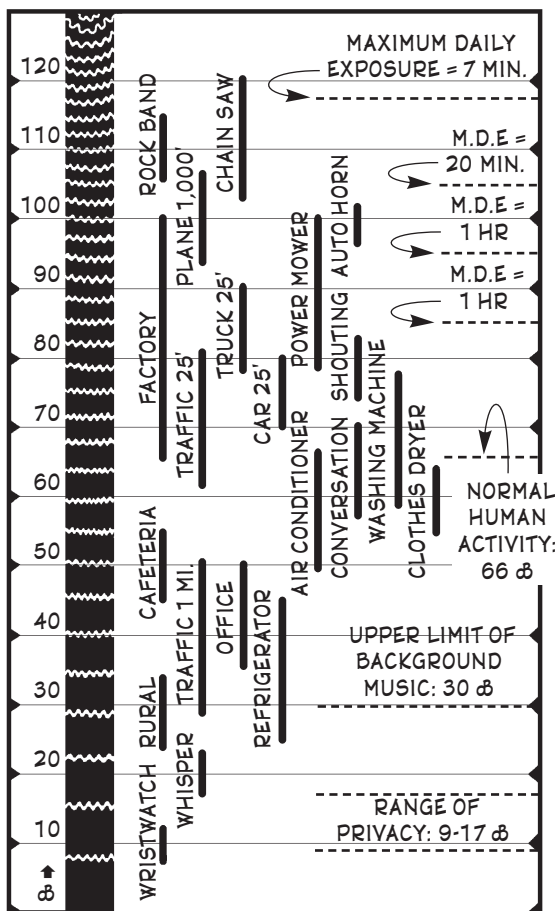 120
110
100
90
80
70
60
50
40
30
20
10
dB
ROCK BAND
CHAIN SAW
PLANE 1,000'
FACTORY
TRAFFIC 25'
TRUCK 25'
CAR 25'
POWER MOWER
AUTO HORN
SHOUTING
AIR CONDITIONER
CONVERSATION
WASHING MACHINE
CLOTHES DRYER
CAFETERIA
TRAFFIC 1 MI.
OFFICE
REFRIGERATOR
RURAL
WHISPER
WRISTWATCH
MAXIMUM DAILY
EXPOSURE = 7 MIN.
M.D.E =
20 MIN.
M.D.E =
1 HR
M.D.E =
1 HR
NORMAL
HUMAN
ACTIVITY:
66 dB
UPPER LIMIT OF
BACKGROUND
MUSIC: 30 dB
RANGE OF
PRIVACY: 9-17 dB